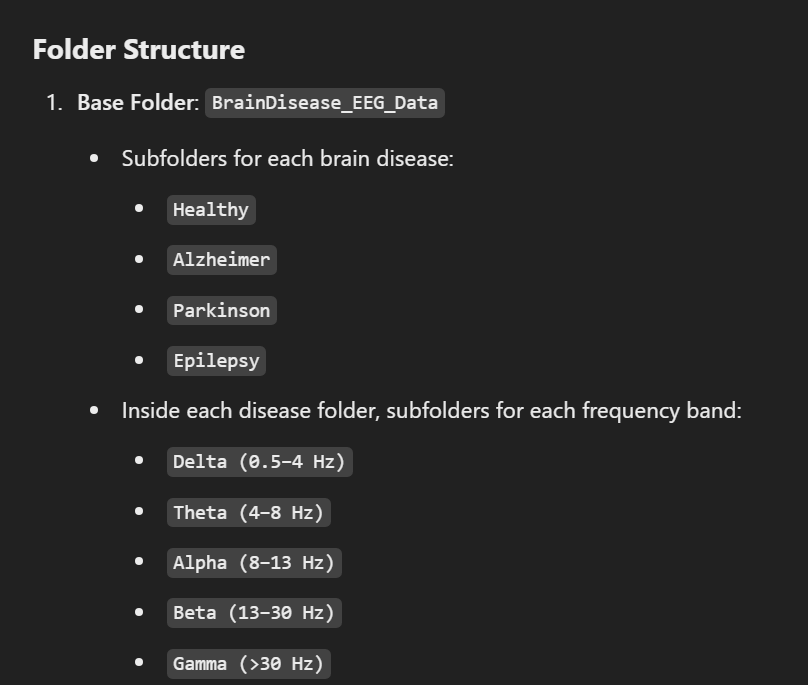 Folder Structure
1. Base Folder: BrainDisease_EEG_Data
• Subfolders for each brain disease:
• Healthy
• Alzheimer
• Parkinson
• Epilepsy
• Inside each disease folder, subfolders for each frequency band:
• Delta (0.5–4 Hz)
• Theta (4–8 Hz)
• Alpha (8–13 Hz)
• Beta (13–30 Hz)
• Gamma (>30 Hz)